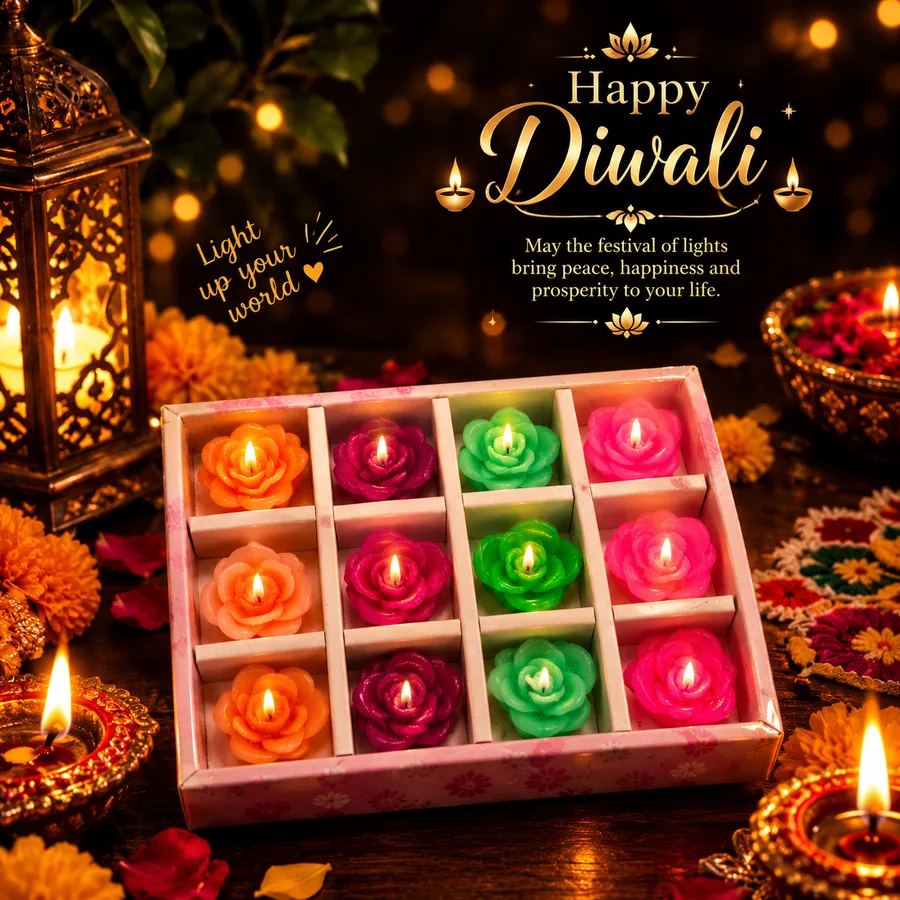 Happy
Diwali
May the festival of lights
bring peace, happiness and
prosperity to your life.
Light
up your
world